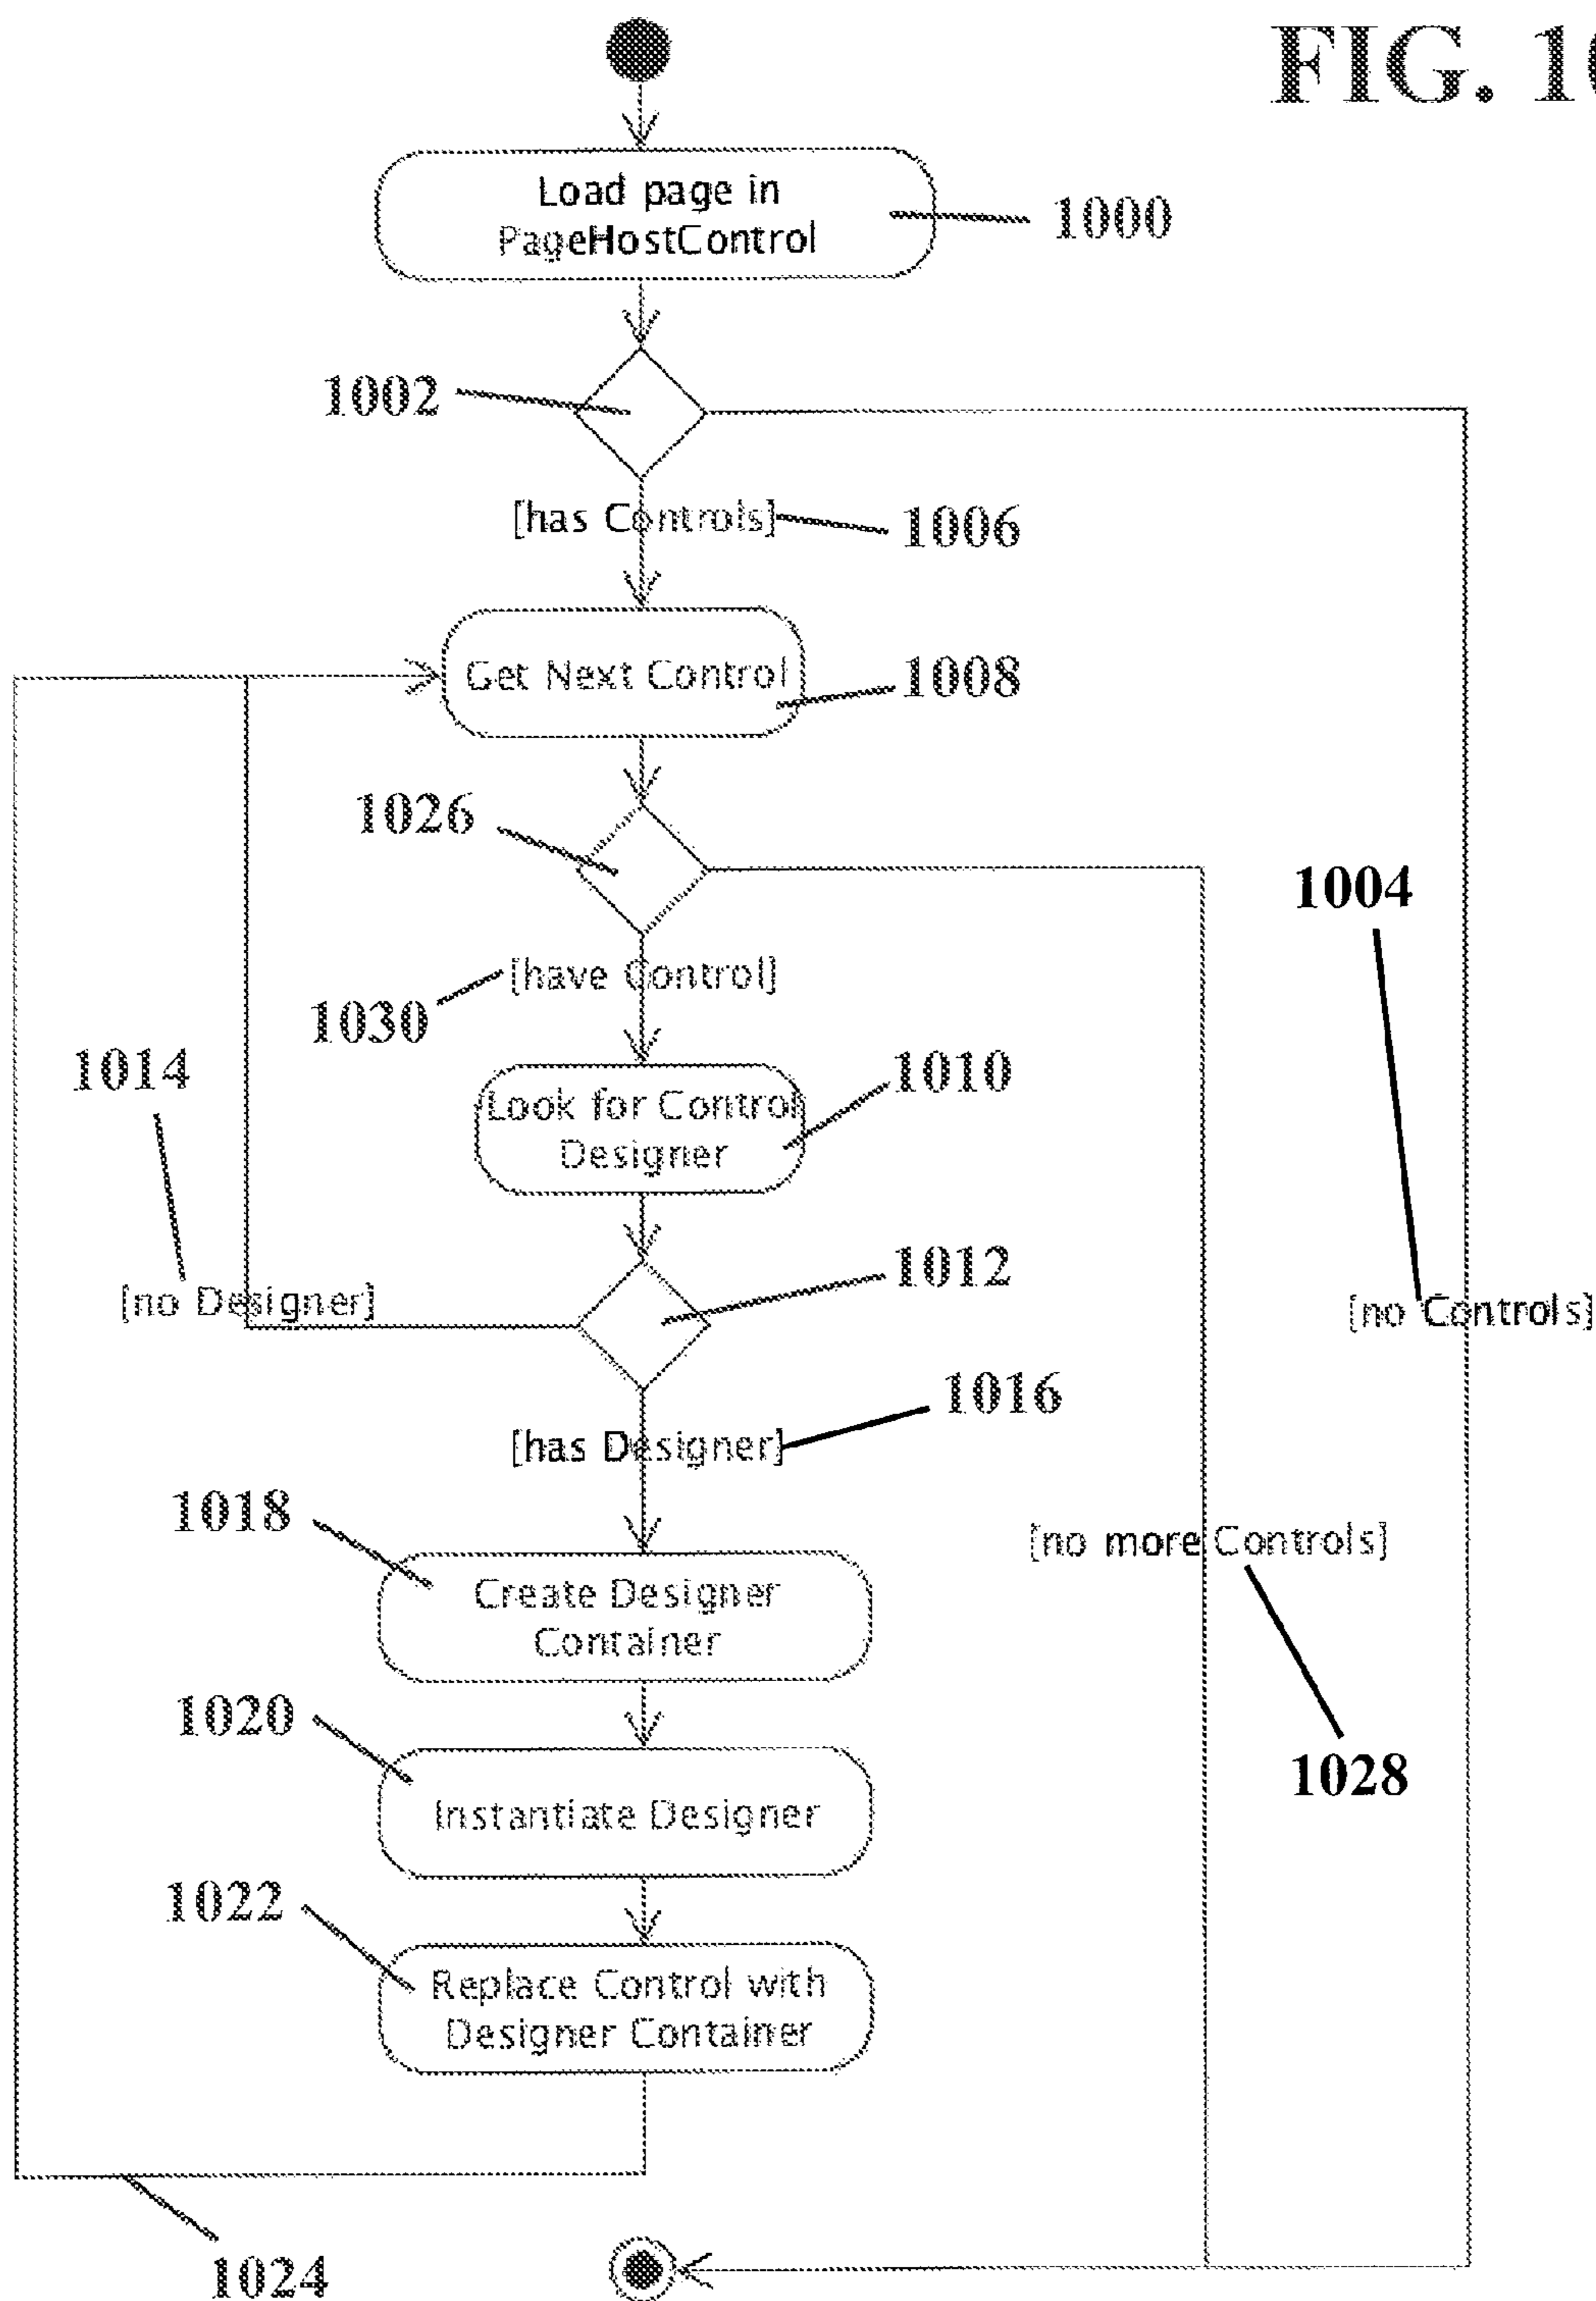 FIG. 10
Load page in
PageHostControl
1000
1002
[has Controls]
1006
Get Next Control
1008
1026
1004
[have Control]
1030
1014
Look for Control
Designer
1010
1012
[no Designer]
[no Controls]
1016
[has Designer]
1018
[no more Controls]
Create Designer
Container
1020
1028
Instantiate Designer
1022
Replace Control with
Designer Container
1024